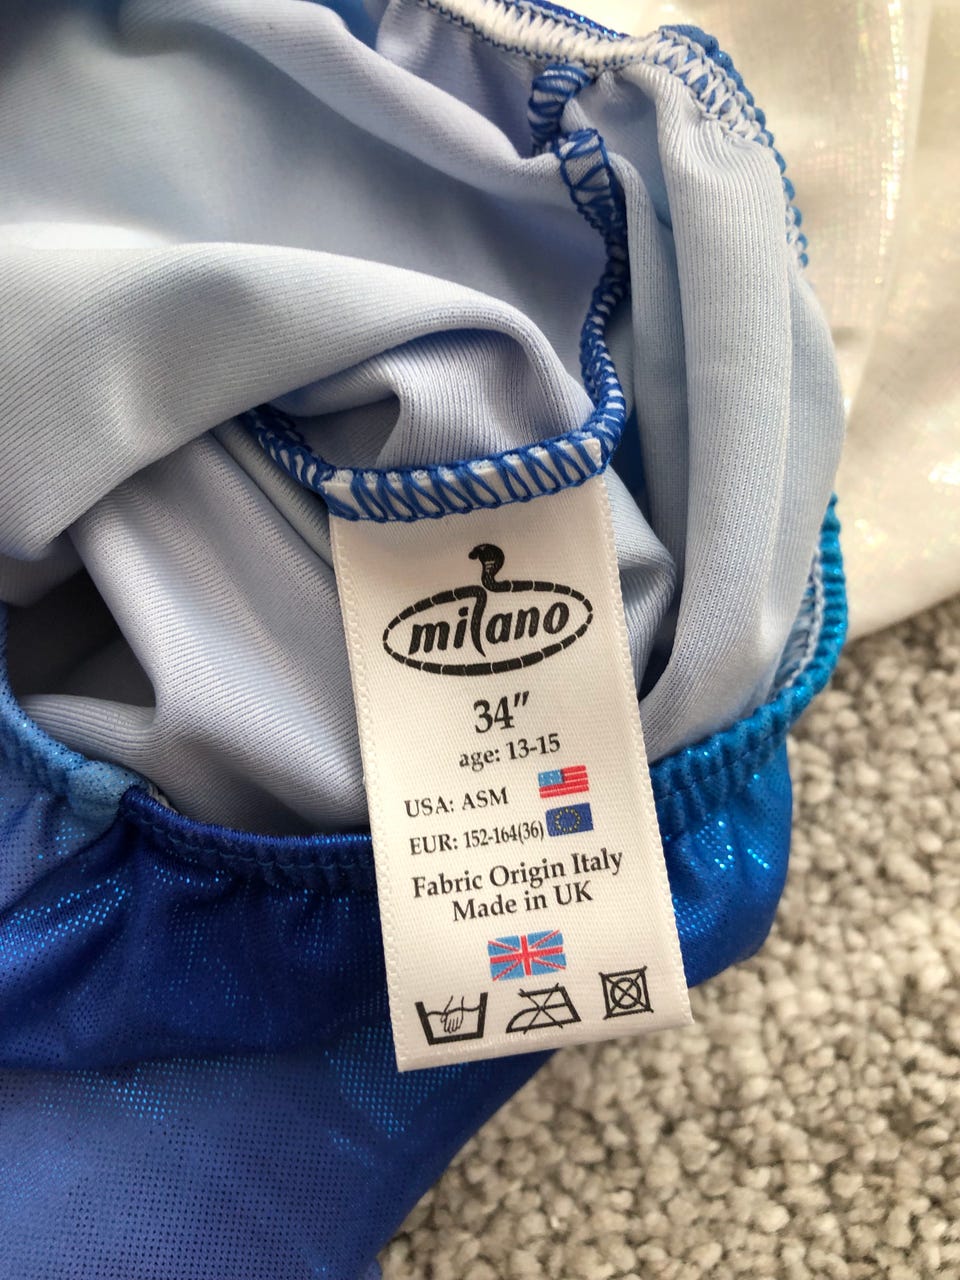 milano
34"
age: 13-15
USA: ASM
EUR: 152-164(36)
Fabric Origin Italy
Made in UK